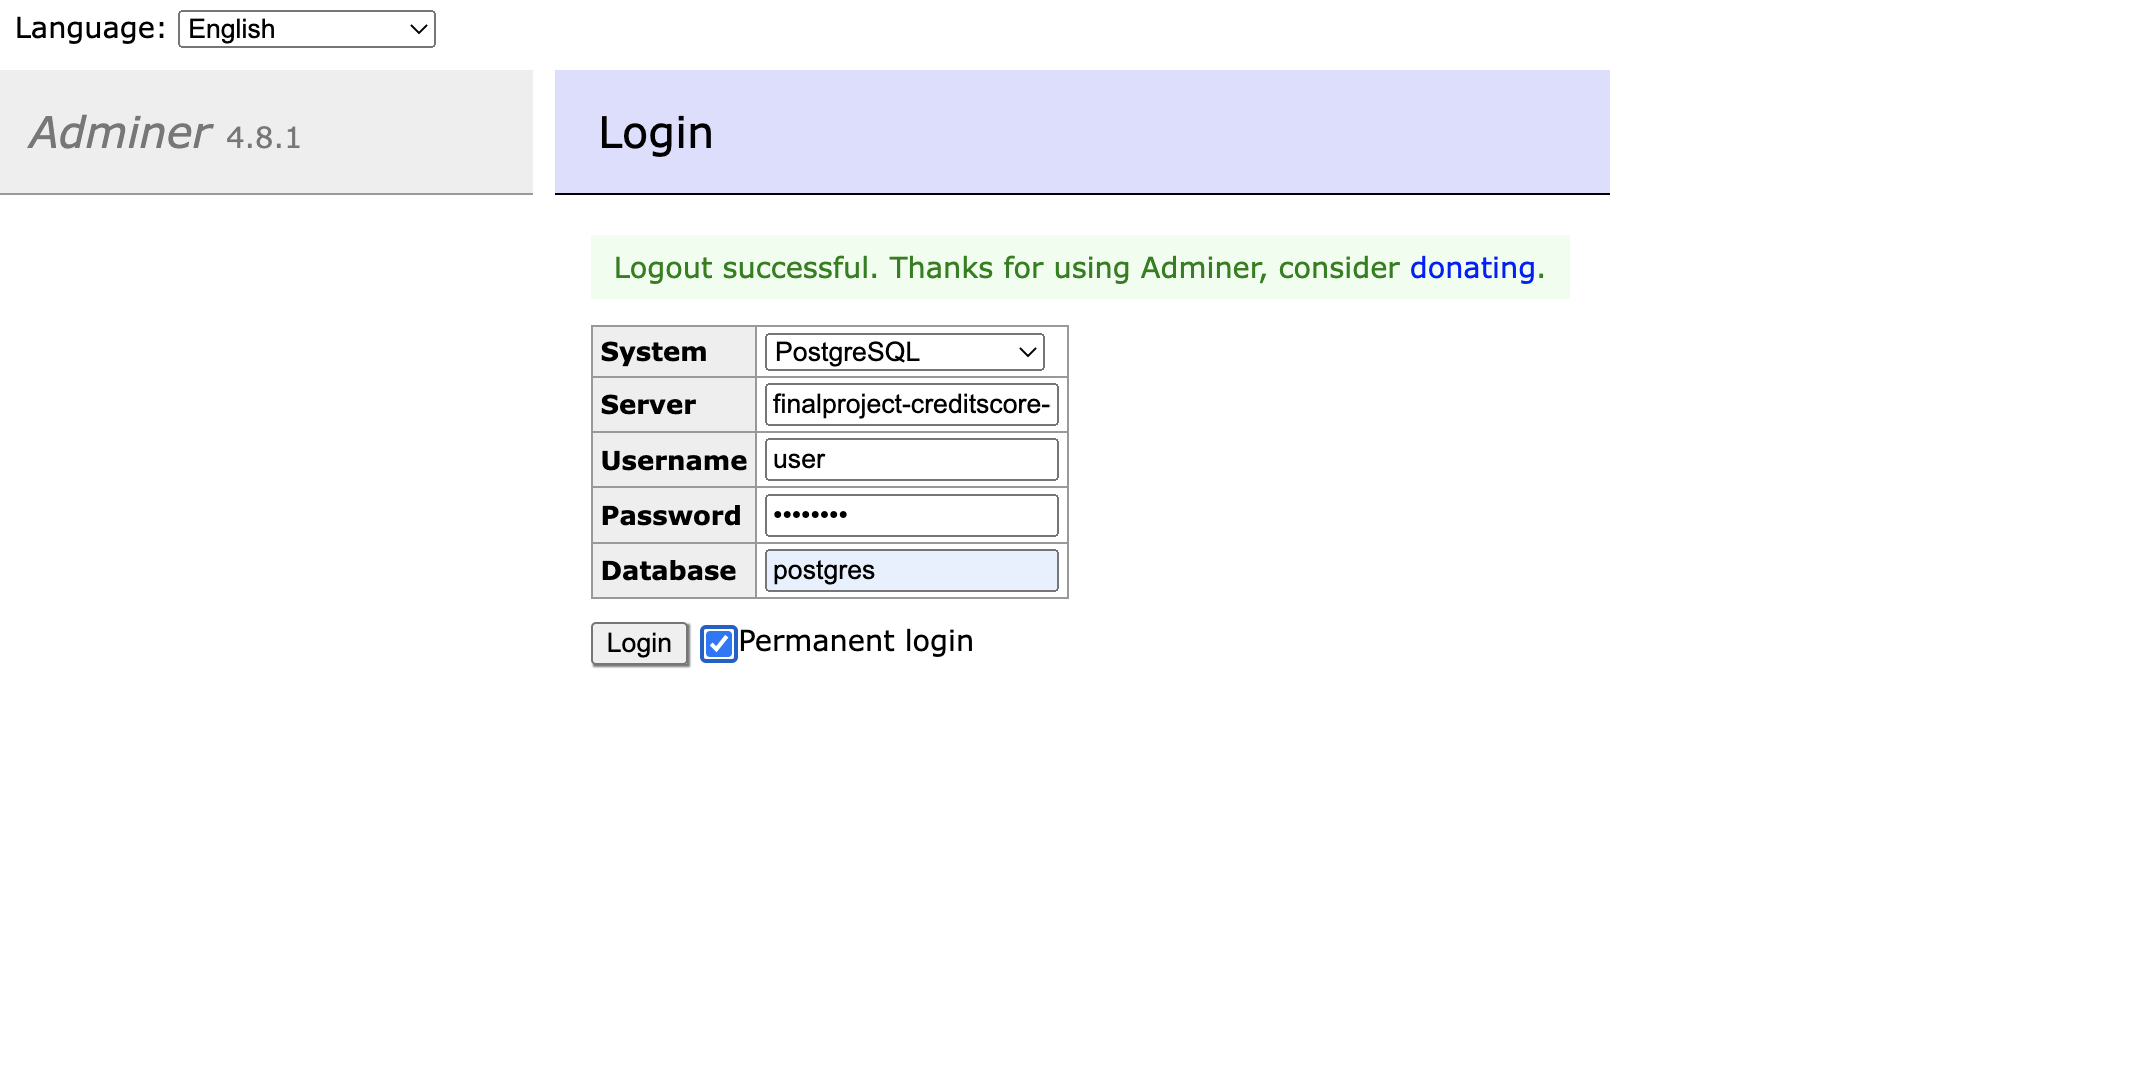 Language: English
Adminer 4.8.1
Login
Logout successful. Thanks for using Adminer, consider donating.
System PostgreSQL
Server finalproject-creditscore-
Username user
Password ••••••••
Database postgres
Login Permanent login